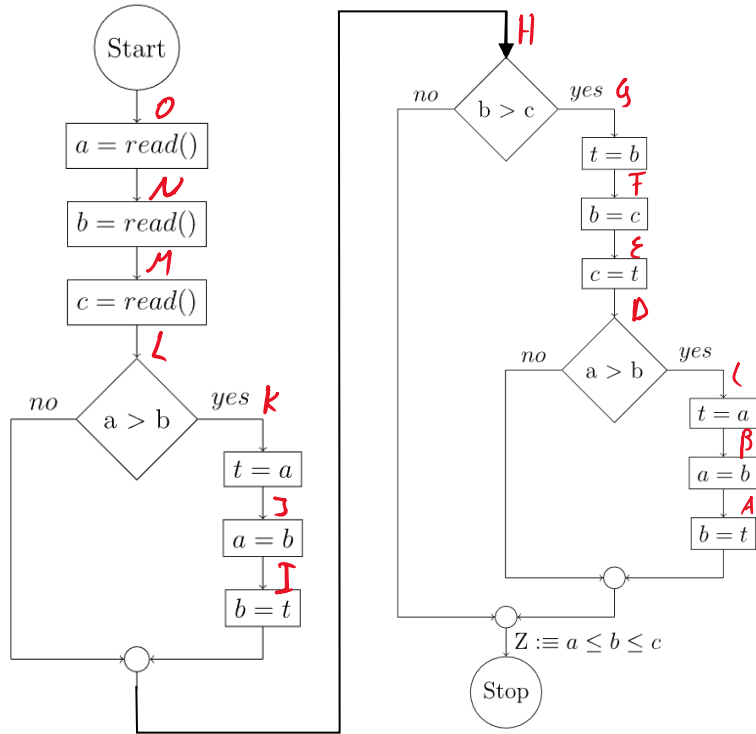 Start
O
a = read()
N
b = read()
M
c = read()
L
no
a > b
yes
K
t = a
J
a = b
I
b = t
H
no
b > c
yes
G
t = b
F
b = c
E
c = t
D
no
a > b
yes
C
t = a
B
a = b
A
b = t
Z :≡ a ≤ b ≤ c
Stop